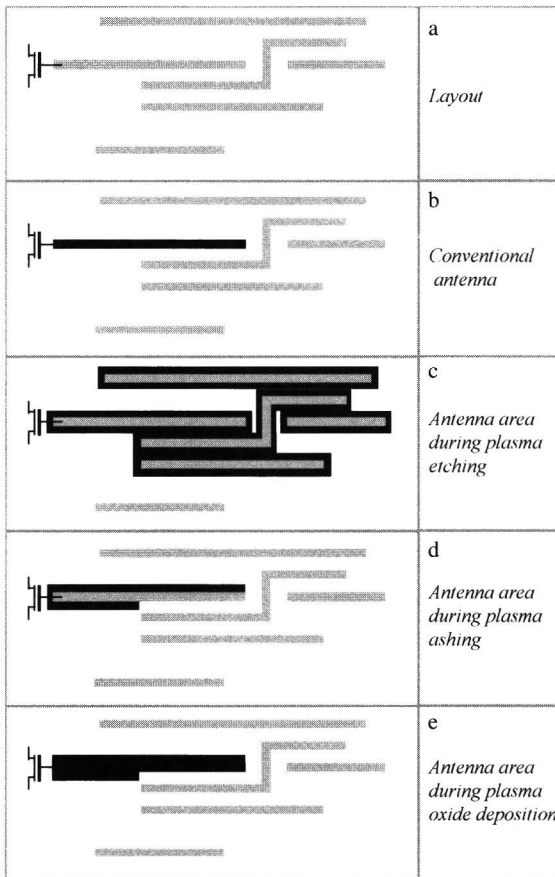 a
Layout
b
Conventional
antenna
c
Antenna area
during plasma
etching
d
Antenna area
during plasma
ashing
e
Antenna area
during plasma
oxide deposition